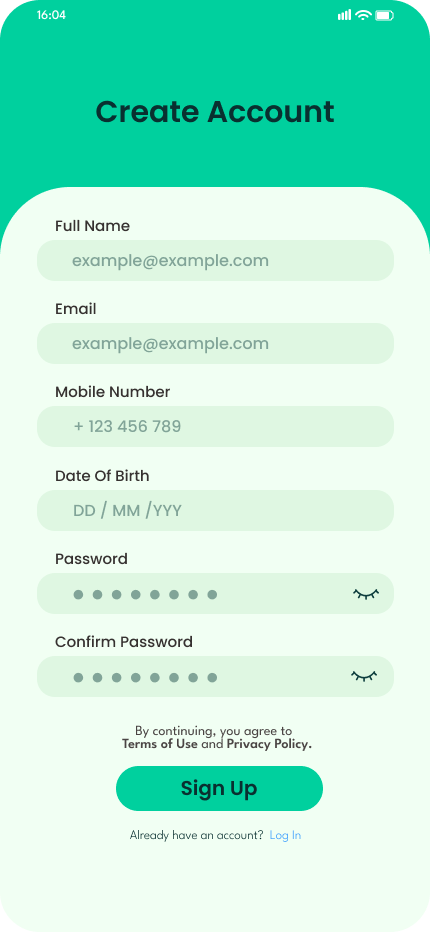 16:04
Create Account
Full Name
example@example.com
Email
example@example.com
Mobile Number
+ 123 456 789
Date Of Birth
DD / MM /YYY
Password
● ● ● ● ● ● ● ●
Confirm Password
● ● ● ● ● ● ● ●
By continuing, you agree to
Terms of Use and Privacy Policy.
Sign Up
Already have an account? Log In